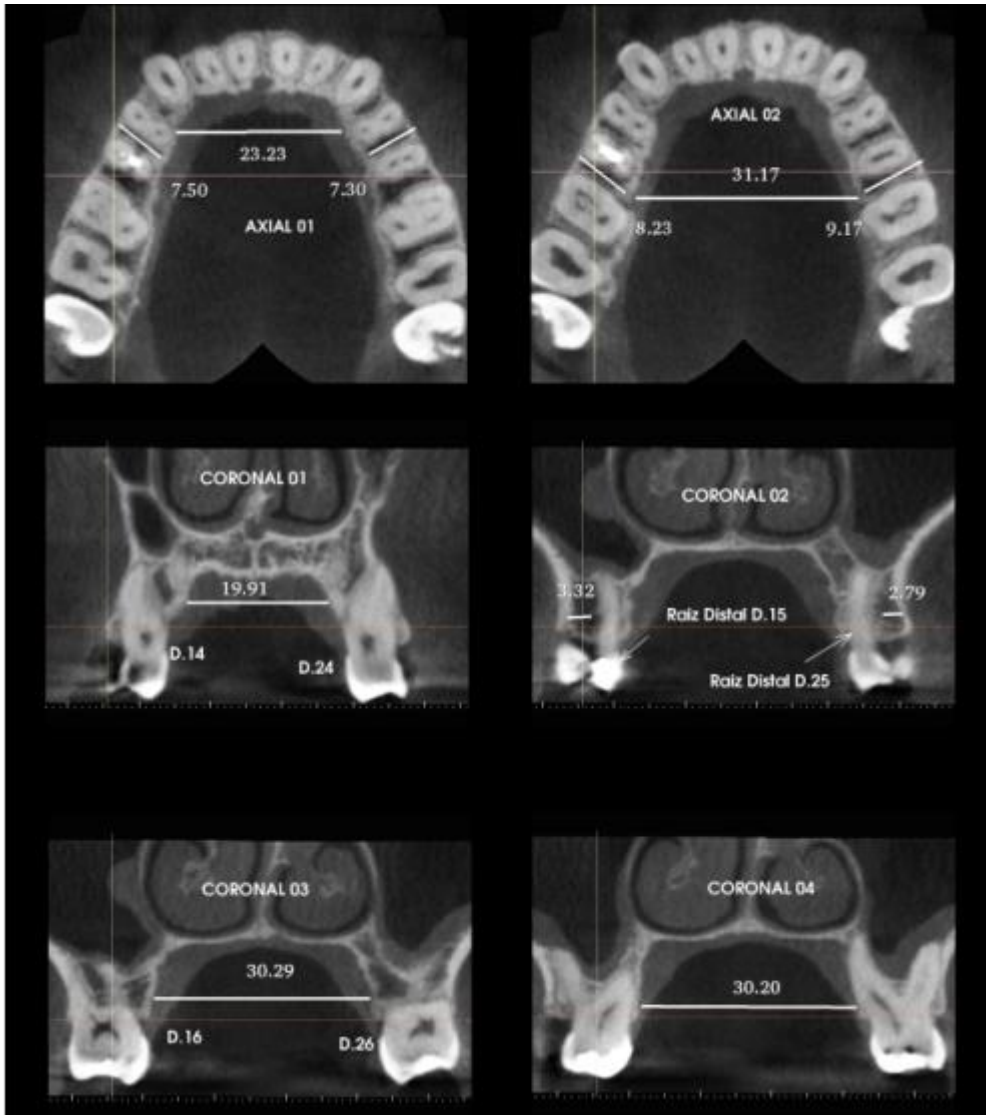 23.23
7.50
7.30
AXIAL 01
AXIAL 02
31.17
8.23
9.17
CORONAL 01
19.91
D.14
D.24
CORONAL 02
3.32
2.79
Raiz Distal D.15
Raiz Distal D.25
CORONAL 03
30.29
D.16
D.26
CORONAL 04
30.20